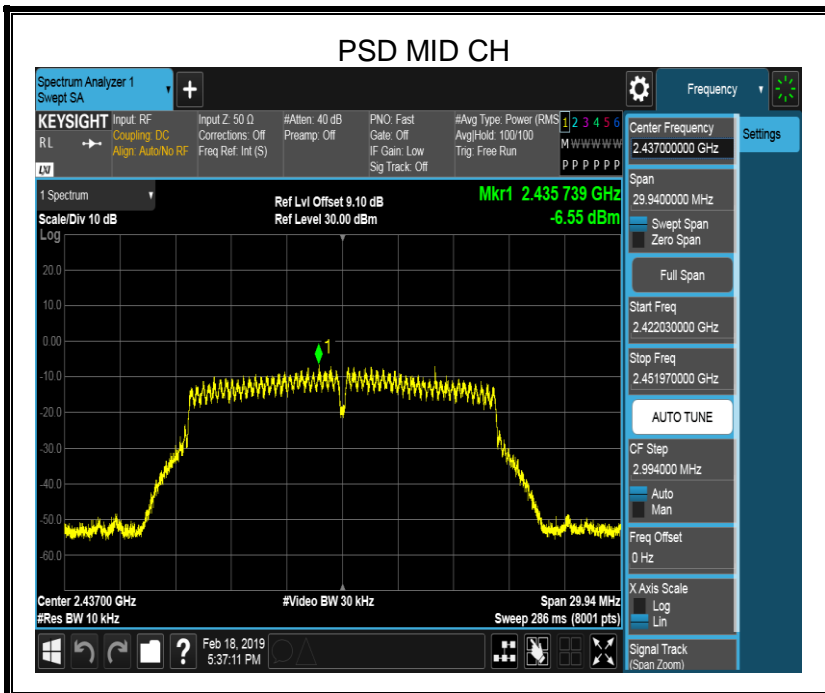 PSD MID CH
Spectrum Analyzer 1
Swept SA
+
Frequency
KEYSIGHT
RL
LXI
Input: RF
Coupling: DC
Align: Auto/No RF
Input Z: 50 Ω
Corrections: Off
Freq Ref: Int (S)
#Atten: 40 dB
Preamp: Off
PNO: Fast
Gate: Off
IF Gain: Low
Sig Track: Off
#Avg Type: Power (RMS
Avg|Hold: 100/100
Trig: Free Run
1 2 3 4 5 6
M W W W W W
P P P P P P
1 Spectrum
Scale/Div 10 dB
Log
Ref Lvl Offset 9.10 dB
Ref Level 30.00 dBm
Mkr1 2.435 739 GHz
-6.55 dBm
20.0
10.0
0.00
-10.0
-20.0
-30.0
-40.0
-50.0
-60.0
1
Center 2.43700 GHz
#Res BW 10 kHz
#Video BW 30 kHz
Span 29.94 MHz
Sweep 286 ms (8001 pts)
?
Feb 18, 2019
5:37:11 PM
Center Frequency
2.437000000 GHz
Settings
Span
29.9400000 MHz
Swept Span
Zero Span
Full Span
Start Freq
2.422030000 GHz
Stop Freq
2.451970000 GHz
AUTO TUNE
CF Step
2.994000 MHz
Auto
Man
Freq Offset
0 Hz
X Axis Scale
Log
Lin
Signal Track
(Span Zoom)